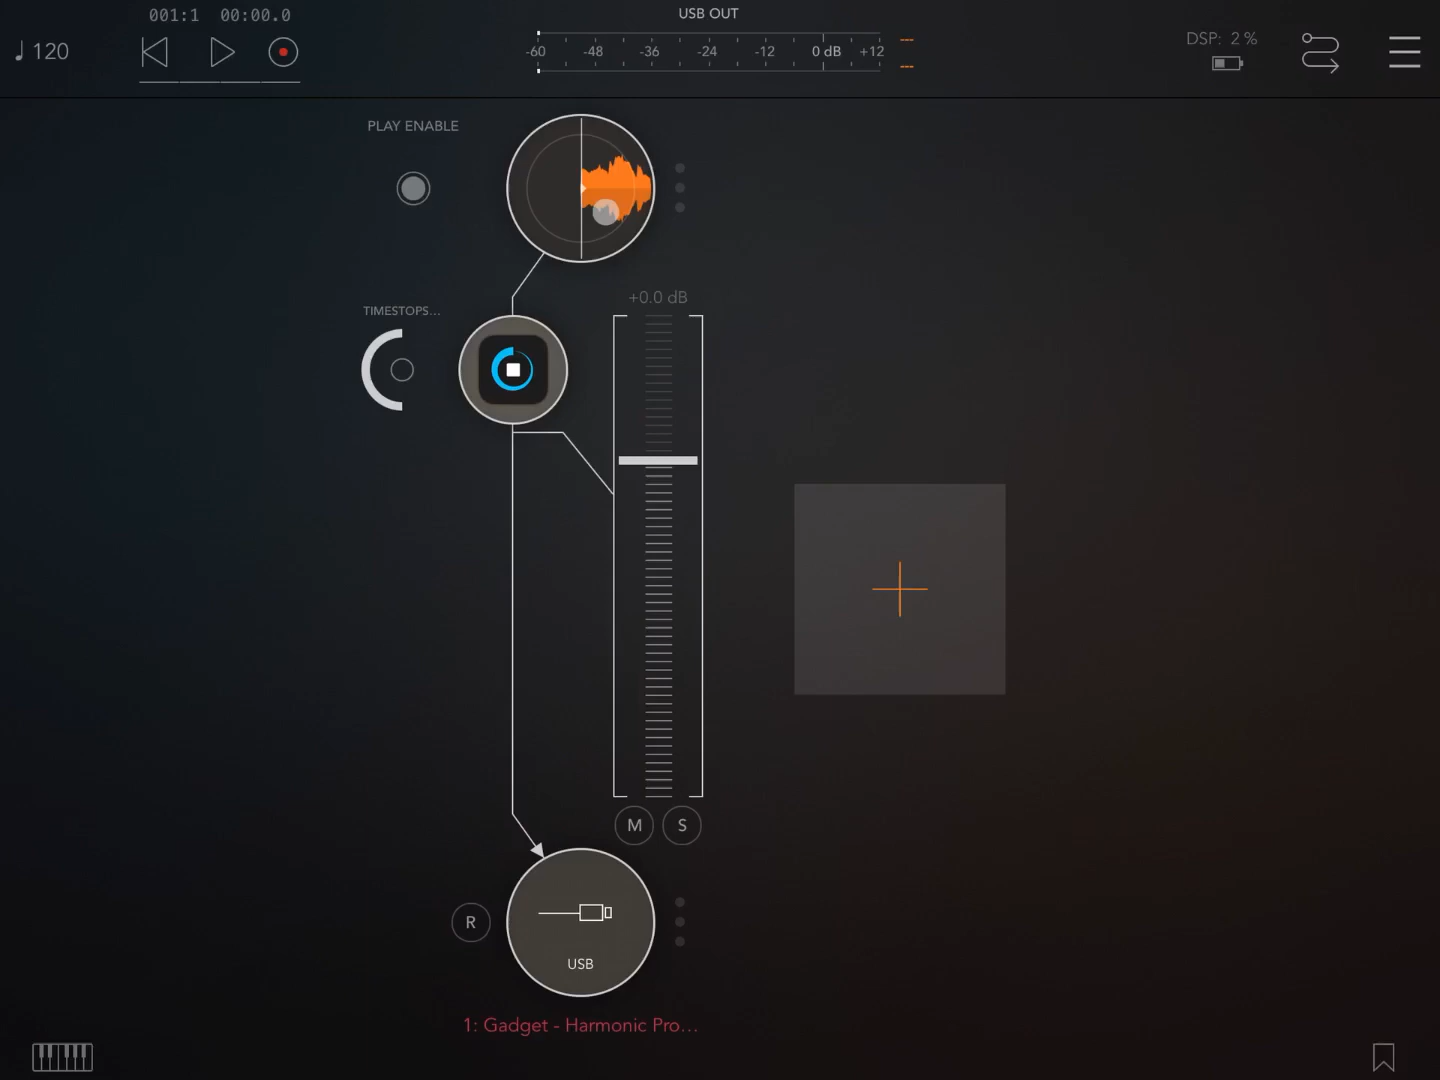 001:1 00:00.0
120
USB OUT
-60 -48 -36 -24 -12 0 dB +12
DSP: 2 %
PLAY ENABLE
TIMESTOPS...
+0.0 dB
M S
R
USB
1: Gadget - Harmonic Pro...